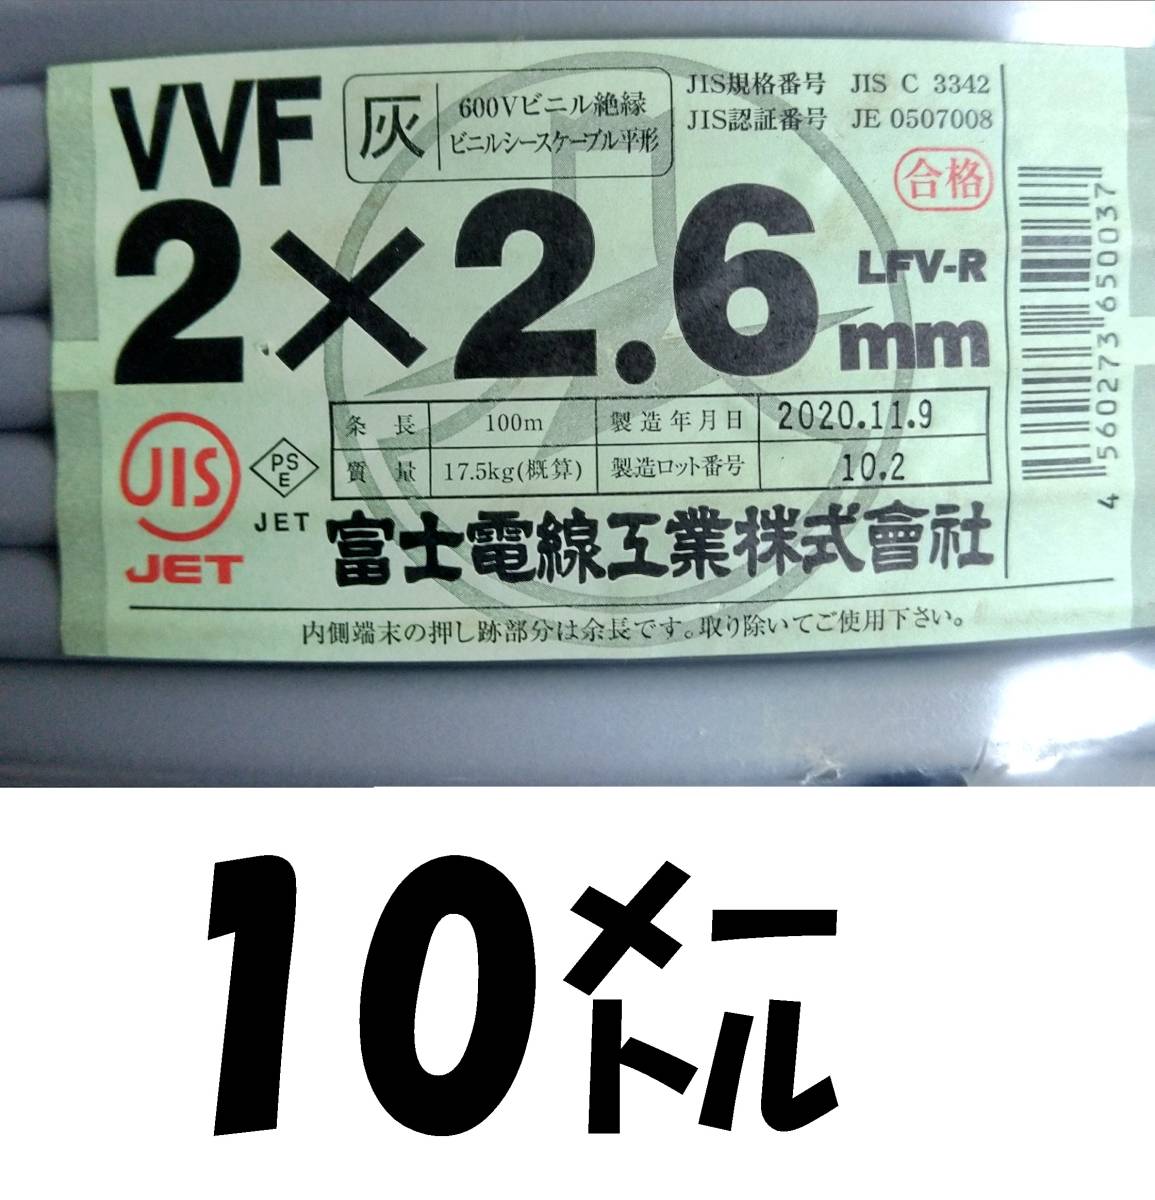 VVF
灰
600Vビニル絶縁
ビニルシースケーブル平形
JIS規格番号 JIS C 3342
JIS認証番号 JE 0507008
合格
2×2.6mm
LFV-R
条長 100m 製造年月日 2020.11.9
質量 17.5kg(概算) 製造ロット番号 10.2
JIS
JET
PS
E
JET
富士電線工業株式會社
内側端末の押し跡部分は余長です。取り除いてご使用下さい。
4560273650037
10メートル